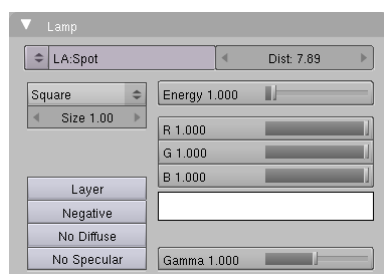 Lamp
LA:Spot
Dist: 7.89
Square
Energy 1.000
Size 1.00
R 1.000
G 1.000
B 1.000
Layer
Negative
No Diffuse
No Specular
Gamma 1.000